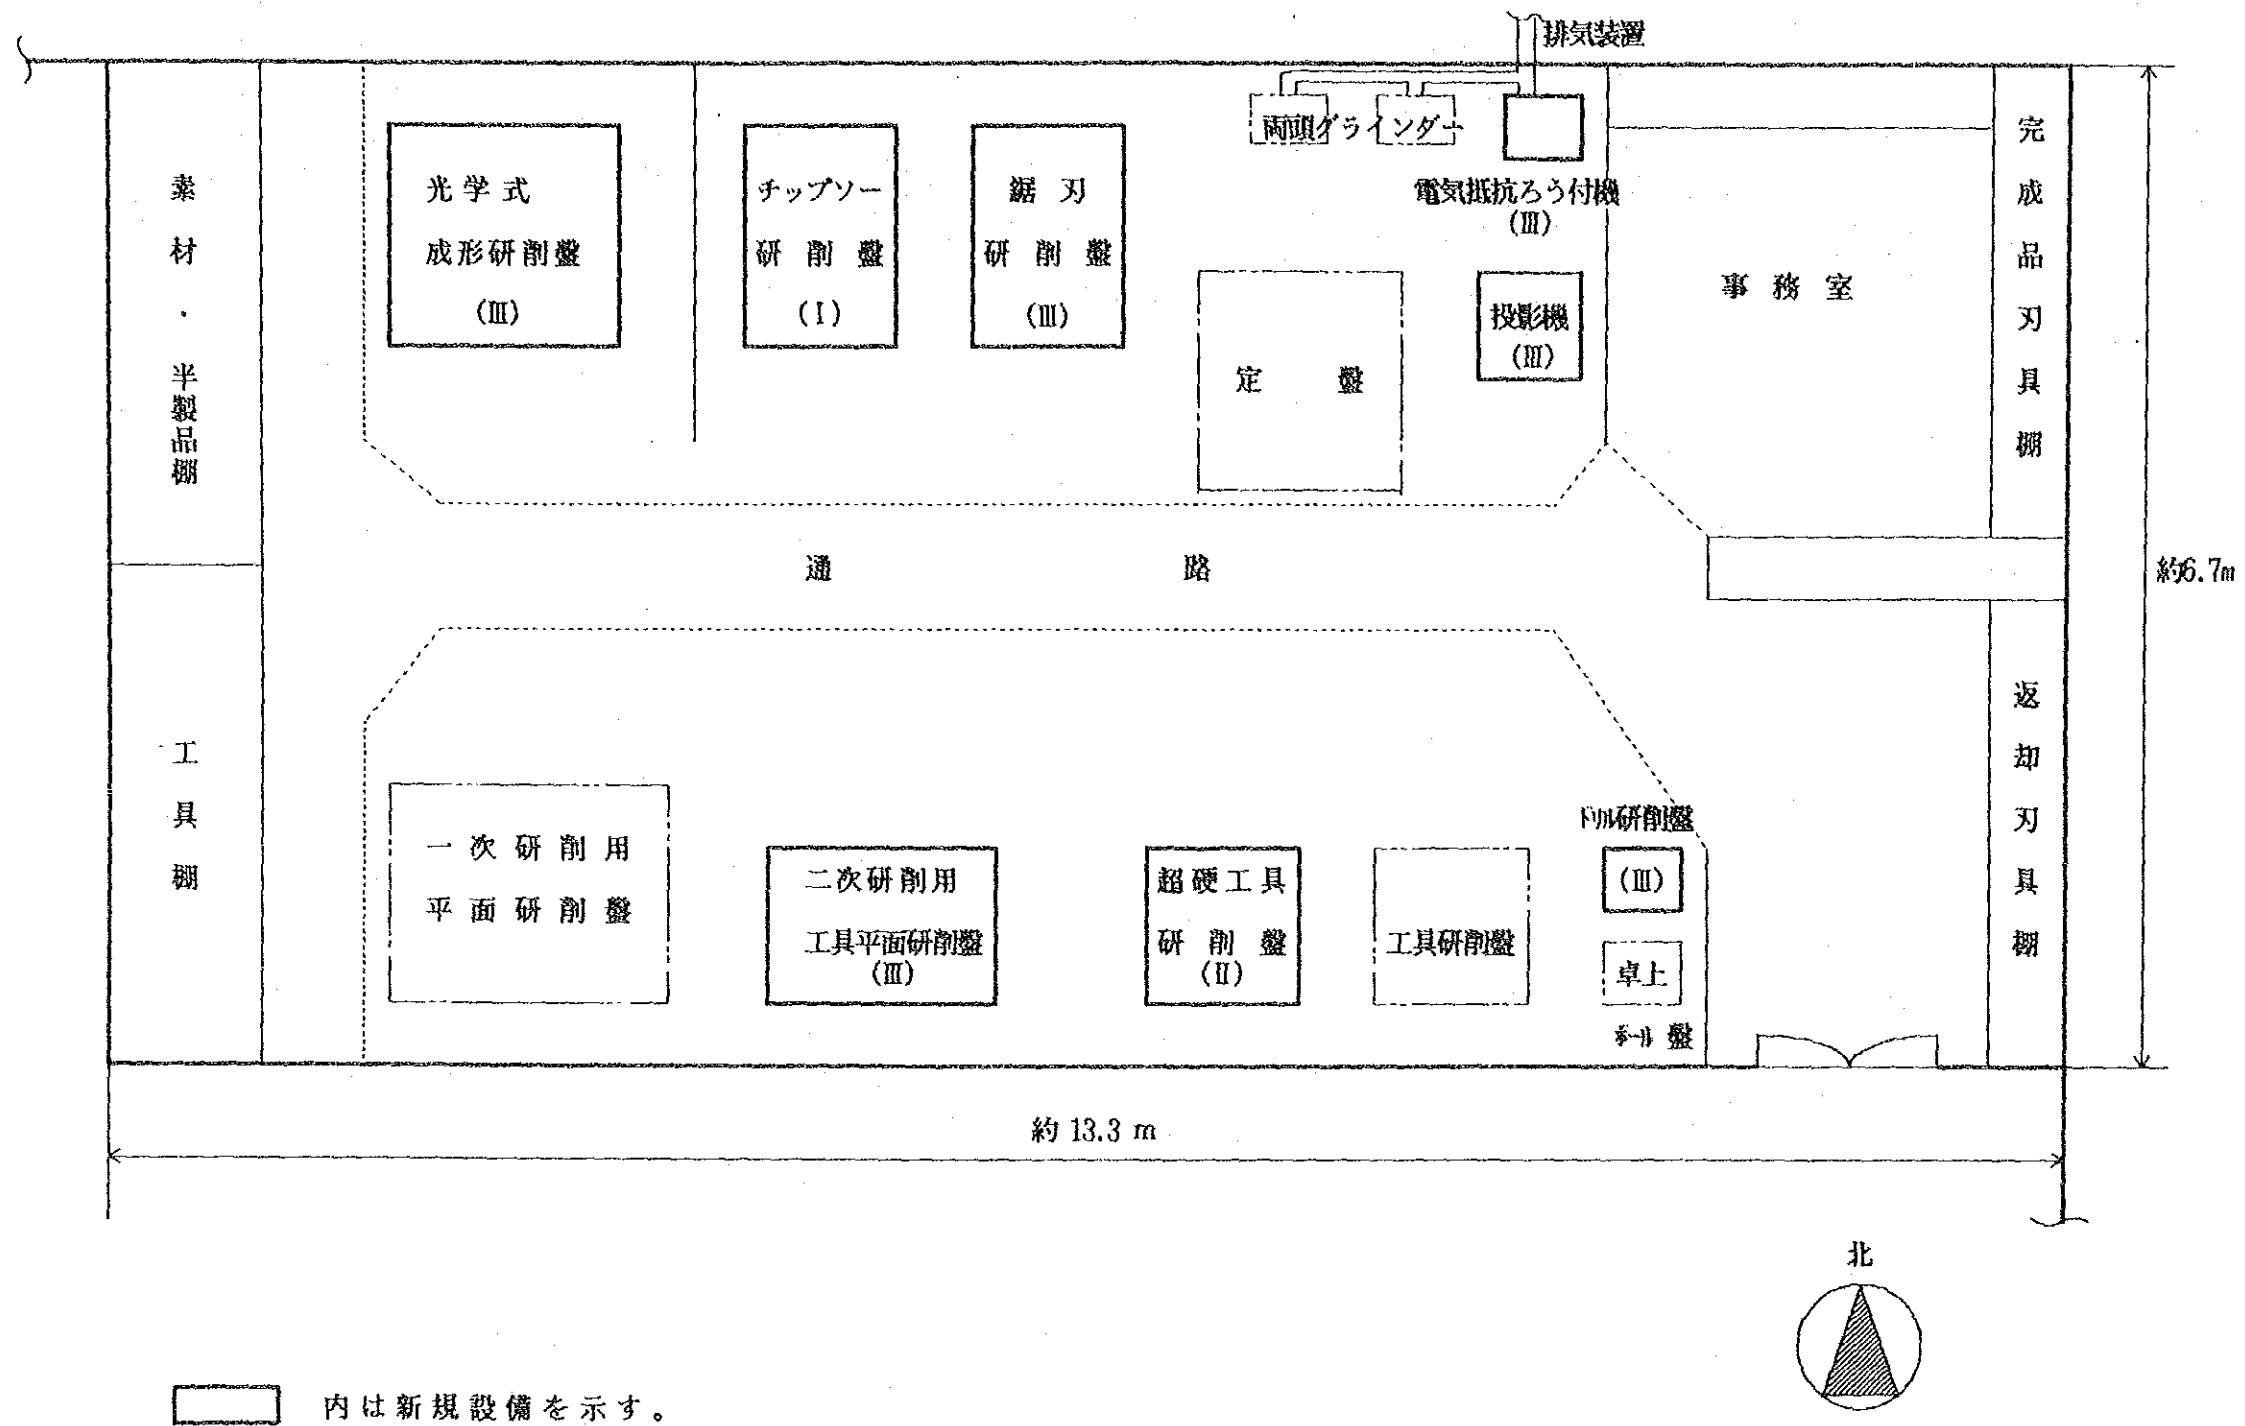 排気装置
両頭グラインダー
電気抵抗ろう付機
(Ⅲ)
素材・半製品棚
光学式
成形研削盤
(Ⅲ)
チップソー
研削盤
(Ⅰ)
鋸刃
研削盤
(Ⅲ)
定盤
投影機
(Ⅲ)
事務室
完成品刃具棚
通路
約6.7m
工具棚
一次研削用
平面研削盤
二次研削用
工具平面研削盤
(Ⅲ)
超硬工具
研削盤
(Ⅱ)
工具研削盤
ドリル研削盤
(Ⅲ)
卓上
ボール盤
返却刃具棚
約 13.3 m
北
内は新規設備を示す。